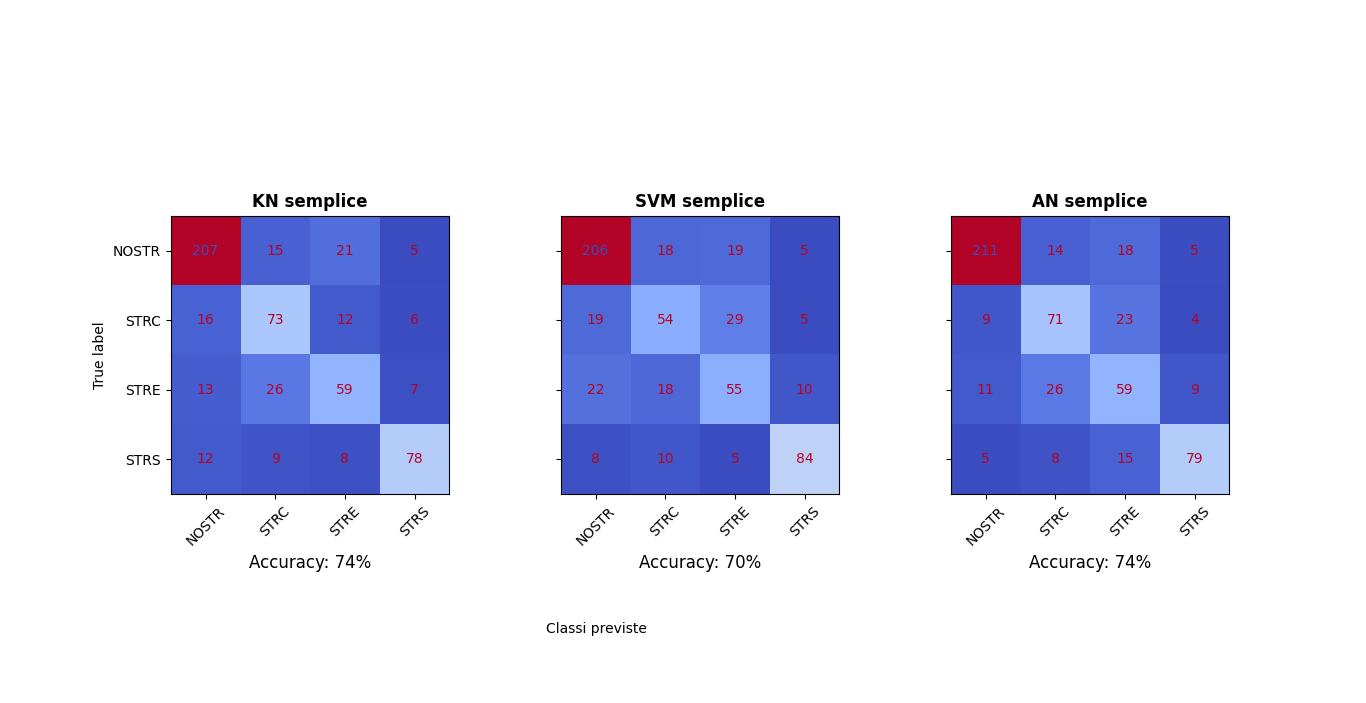 KN semplice SVM semplice AN semplice
NOSTR 207 15 21 5 206 18 19 5 211 14 18 5
STRC 16 73 12 6 19 54 29 5 9 71 23 4
True label
STRE 13 26 59 7 22 18 55 10 11 26 59 9
STRS 12 9 8 78 8 10 5 84 5 8 15 79
NOSTR STRC STRE STRS NOSTR STRC STRE STRS NOSTR STRC STRE STRS
Accuracy: 74% Accuracy: 70% Accuracy: 74%
Classi previste